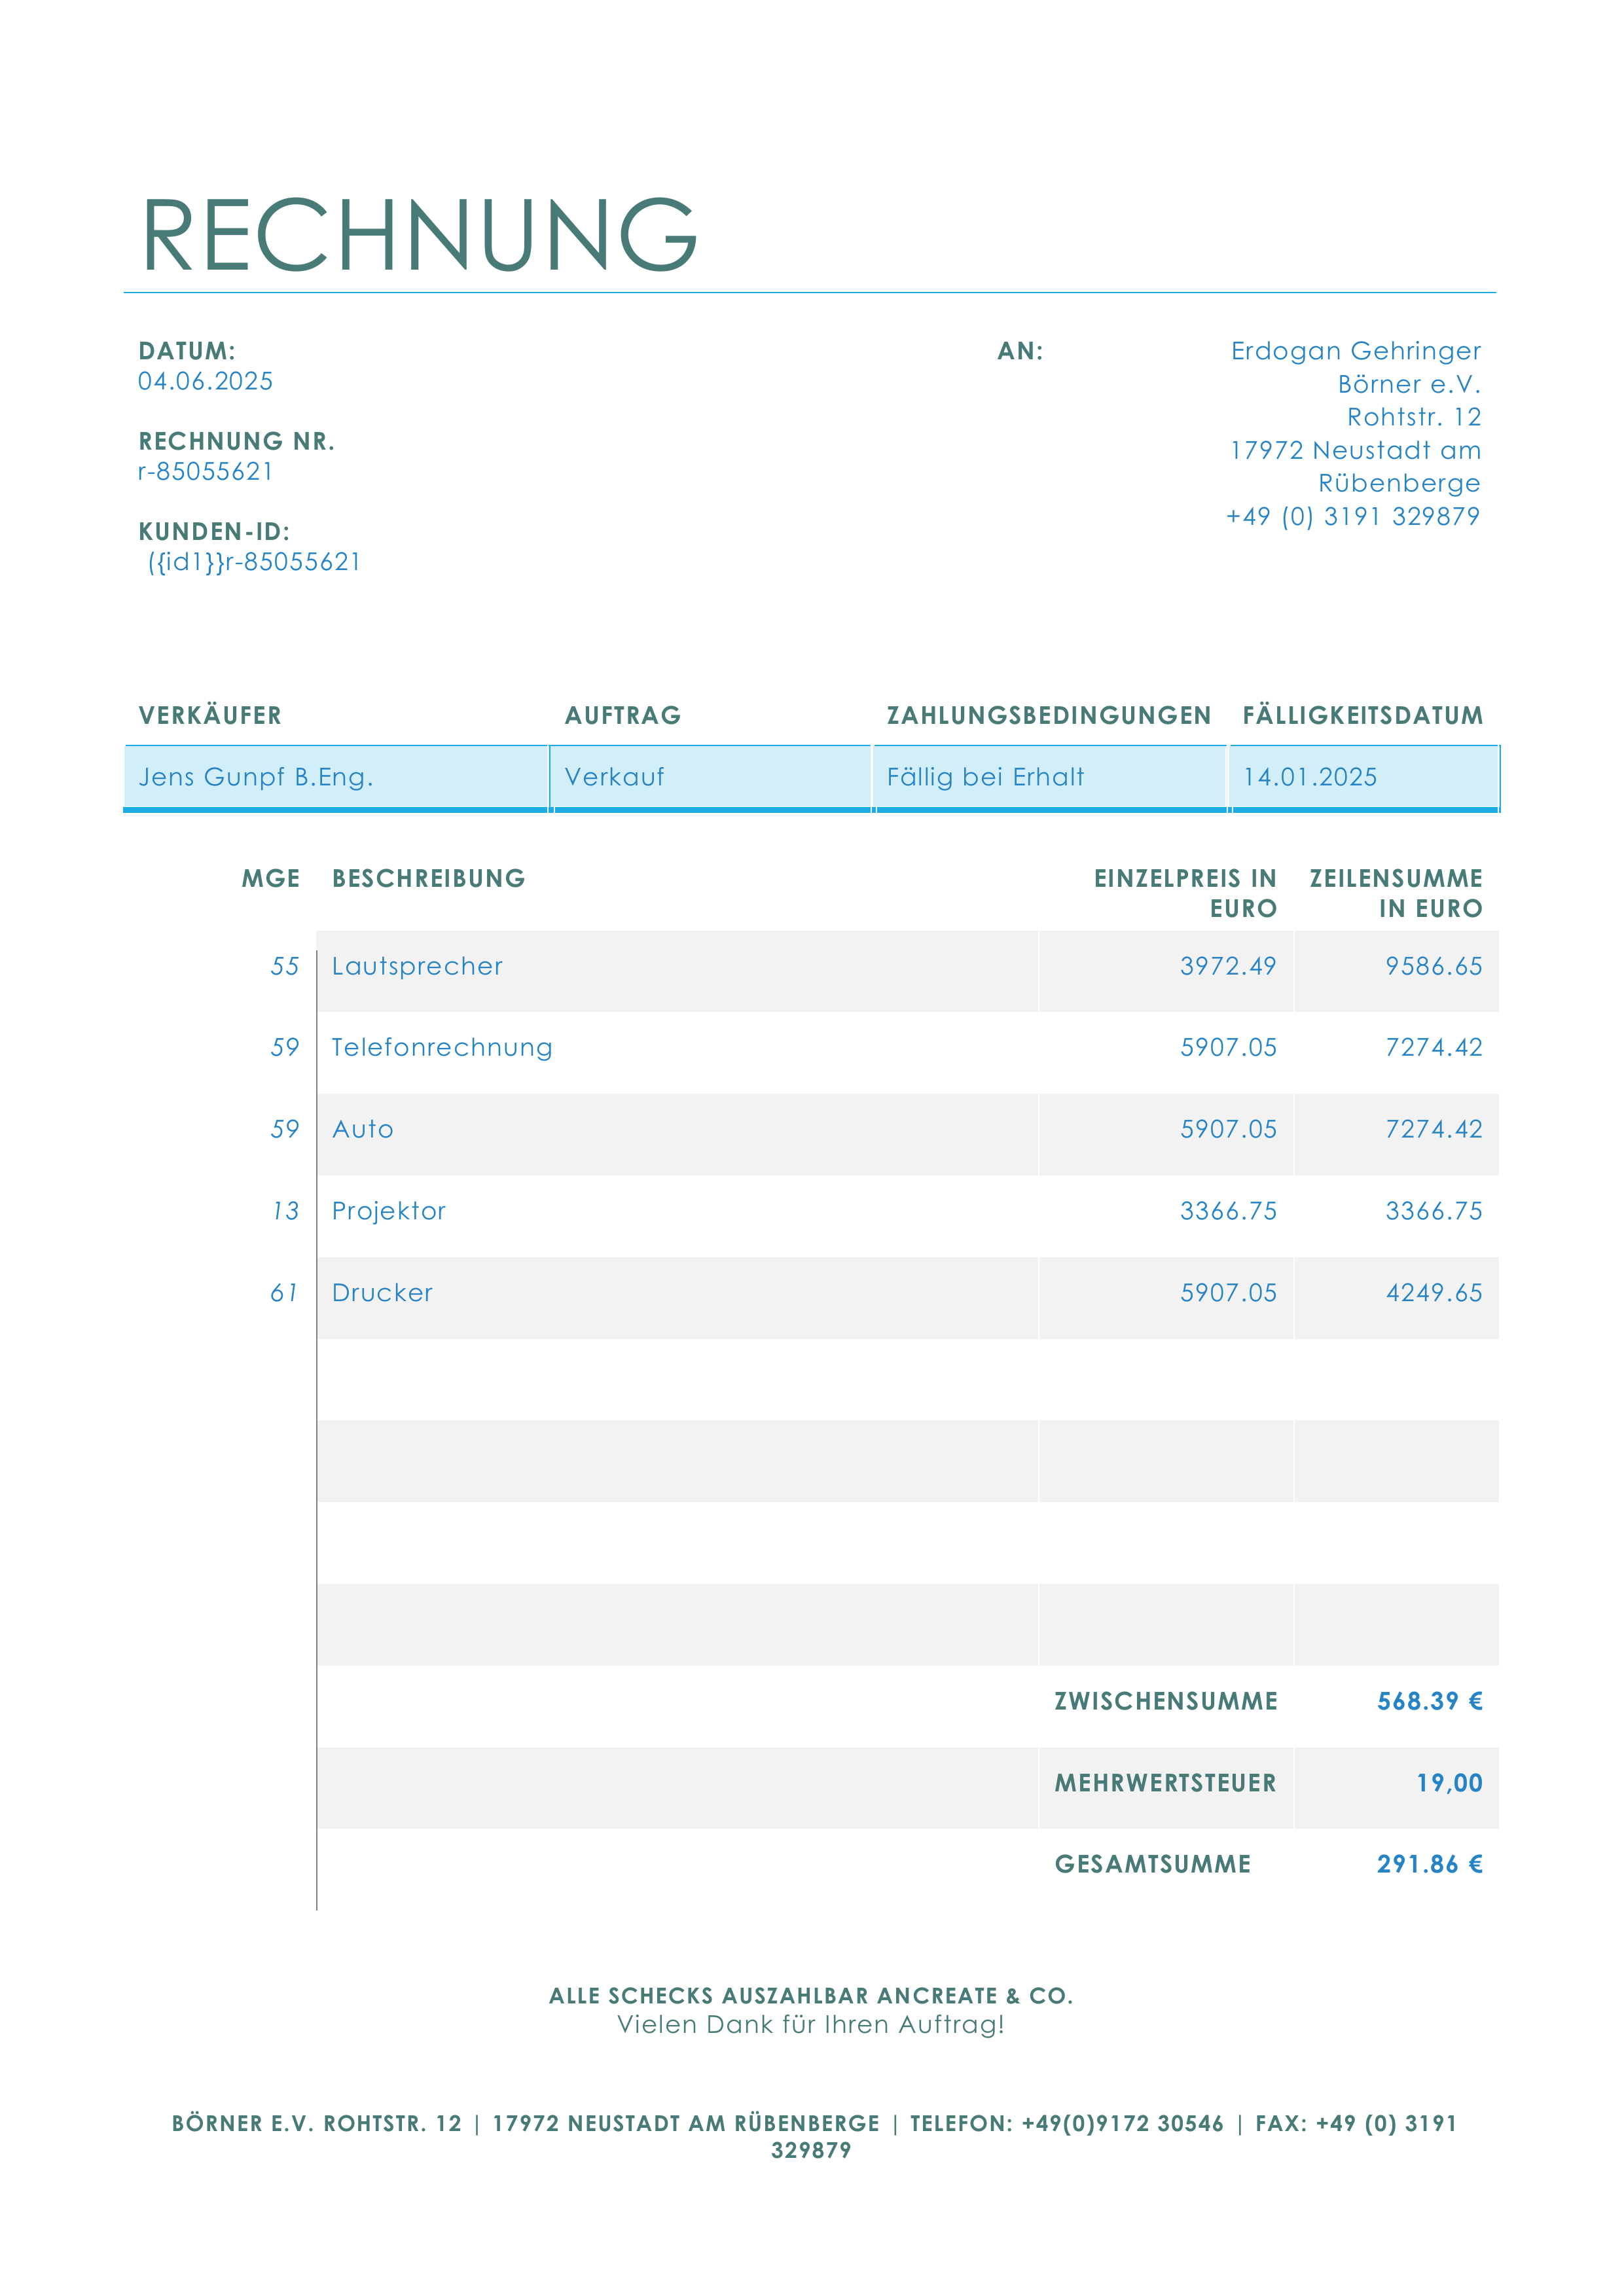 RECHNUNG
DATUM:
04.06.2025
RECHNUNG NR.
r-85055621
KUNDEN-ID:
({id1}}r-85055621
AN:
Erdogan Gehringer
Börner e.V.
Rohtstr. 12
17972 Neustadt am
Rübenberge
+49 (0) 3191 329879
VERKÄUFER AUFTRAG ZAHLUNGSBEDINGUNGEN FÄLLIGKEITSDATUM
Jens Gunpf B.Eng. Verkauf Fällig bei Erhalt 14.01.2025
MGE BESCHREIBUNG EINZELPREIS IN EURO ZEILENSUMME IN EURO
55 Lautsprecher 3972.49 9586.65
59 Telefonrechnung 5907.05 7274.42
59 Auto 5907.05 7274.42
13 Projektor 3366.75 3366.75
61 Drucker 5907.05 4249.65
ZWISCHENSUMME 568.39 €
MEHRWERTSTEUER 19,00
GESAMTSUMME 291.86 €
ALLE SCHECKS AUSZAHLBAR ANCREATE & CO.
Vielen Dank für Ihren Auftrag!
BÖRNER E.V. ROHTSTR. 12 | 17972 NEUSTADT AM RÜBENBERGE | TELEFON: +49(0)9172 30546 | FAX: +49 (0) 3191
329879